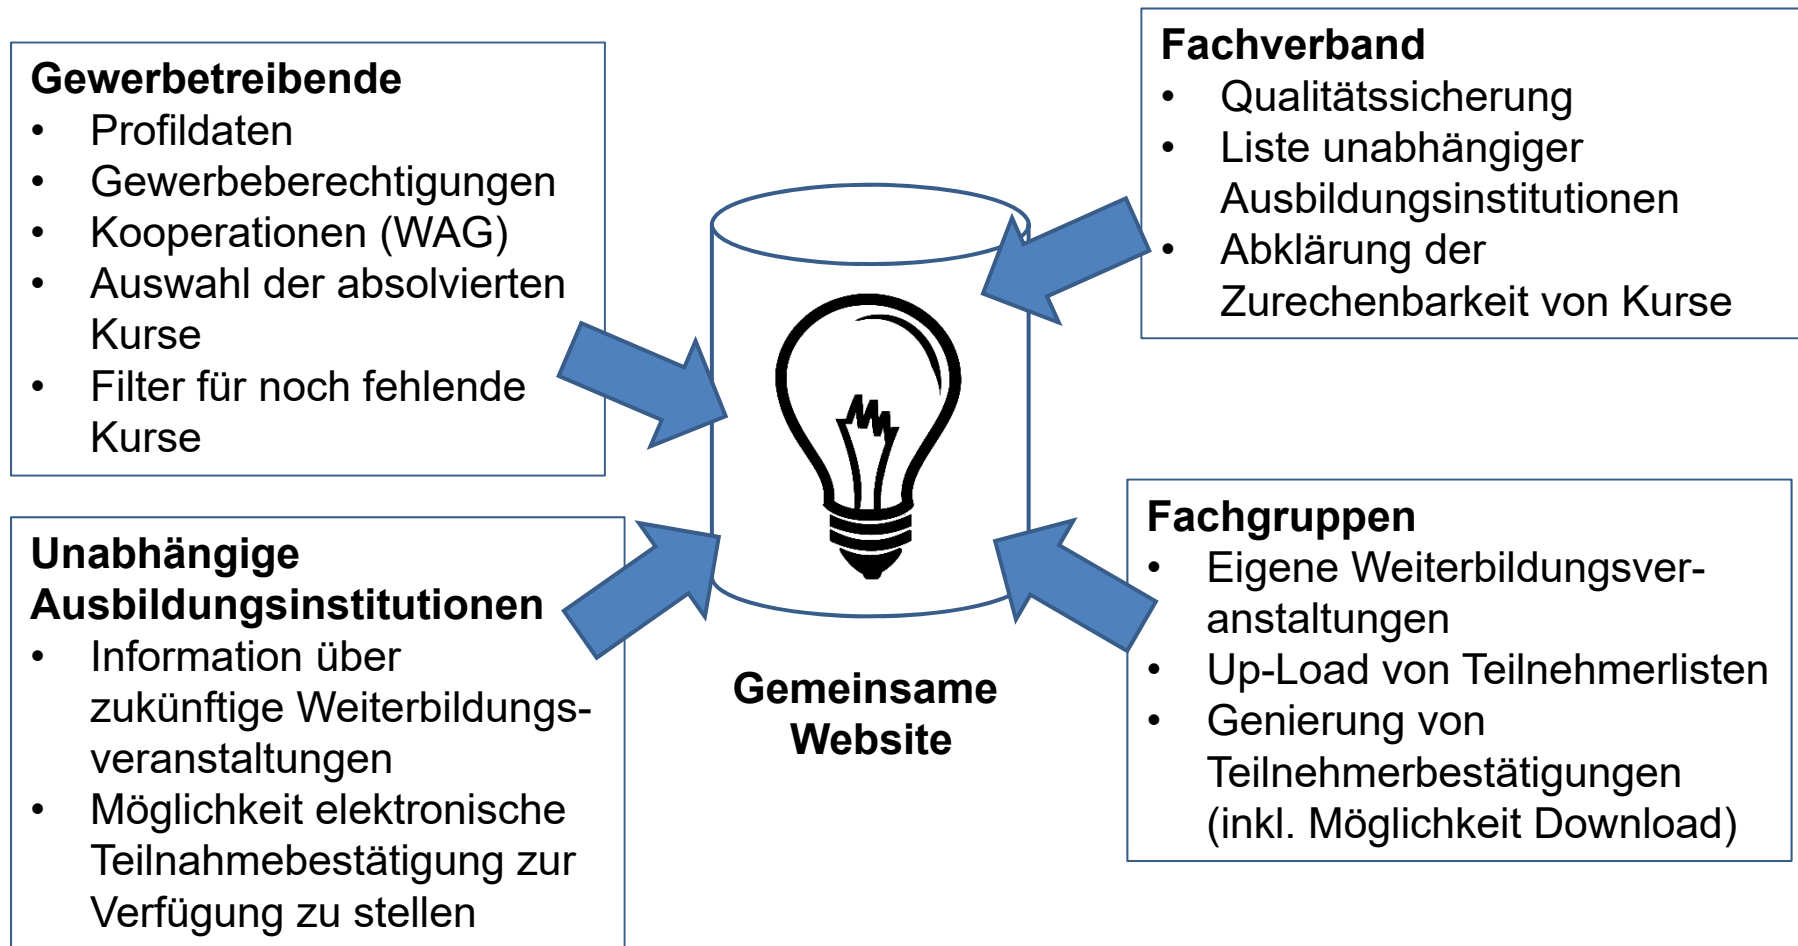 Gewerbetreibende
• Profildaten
• Gewerbeberechtigungen
• Kooperationen (WAG)
• Auswahl der absolvierten
Kurse
• Filter für noch fehlende
Kurse
Fachverband
• Qualitätssicherung
• Liste unabhängiger
Ausbildungsinstitutionen
• Abklärung der
Zurechenbarkeit von Kurse
Unabhängige
Ausbildungsinstitutionen
• Information über
zukünftige Weiterbildungs-
veranstaltungen
• Möglichkeit elektronische
Teilnahmebestätigung zur
Verfügung zu stellen
Gemeinsame
Website
Fachgruppen
• Eigene Weiterbildungsver-
anstaltungen
• Up-Load von Teilnehmerlisten
• Genierung von
Teilnehmerbestätigungen
(inkl. Möglichkeit Download)